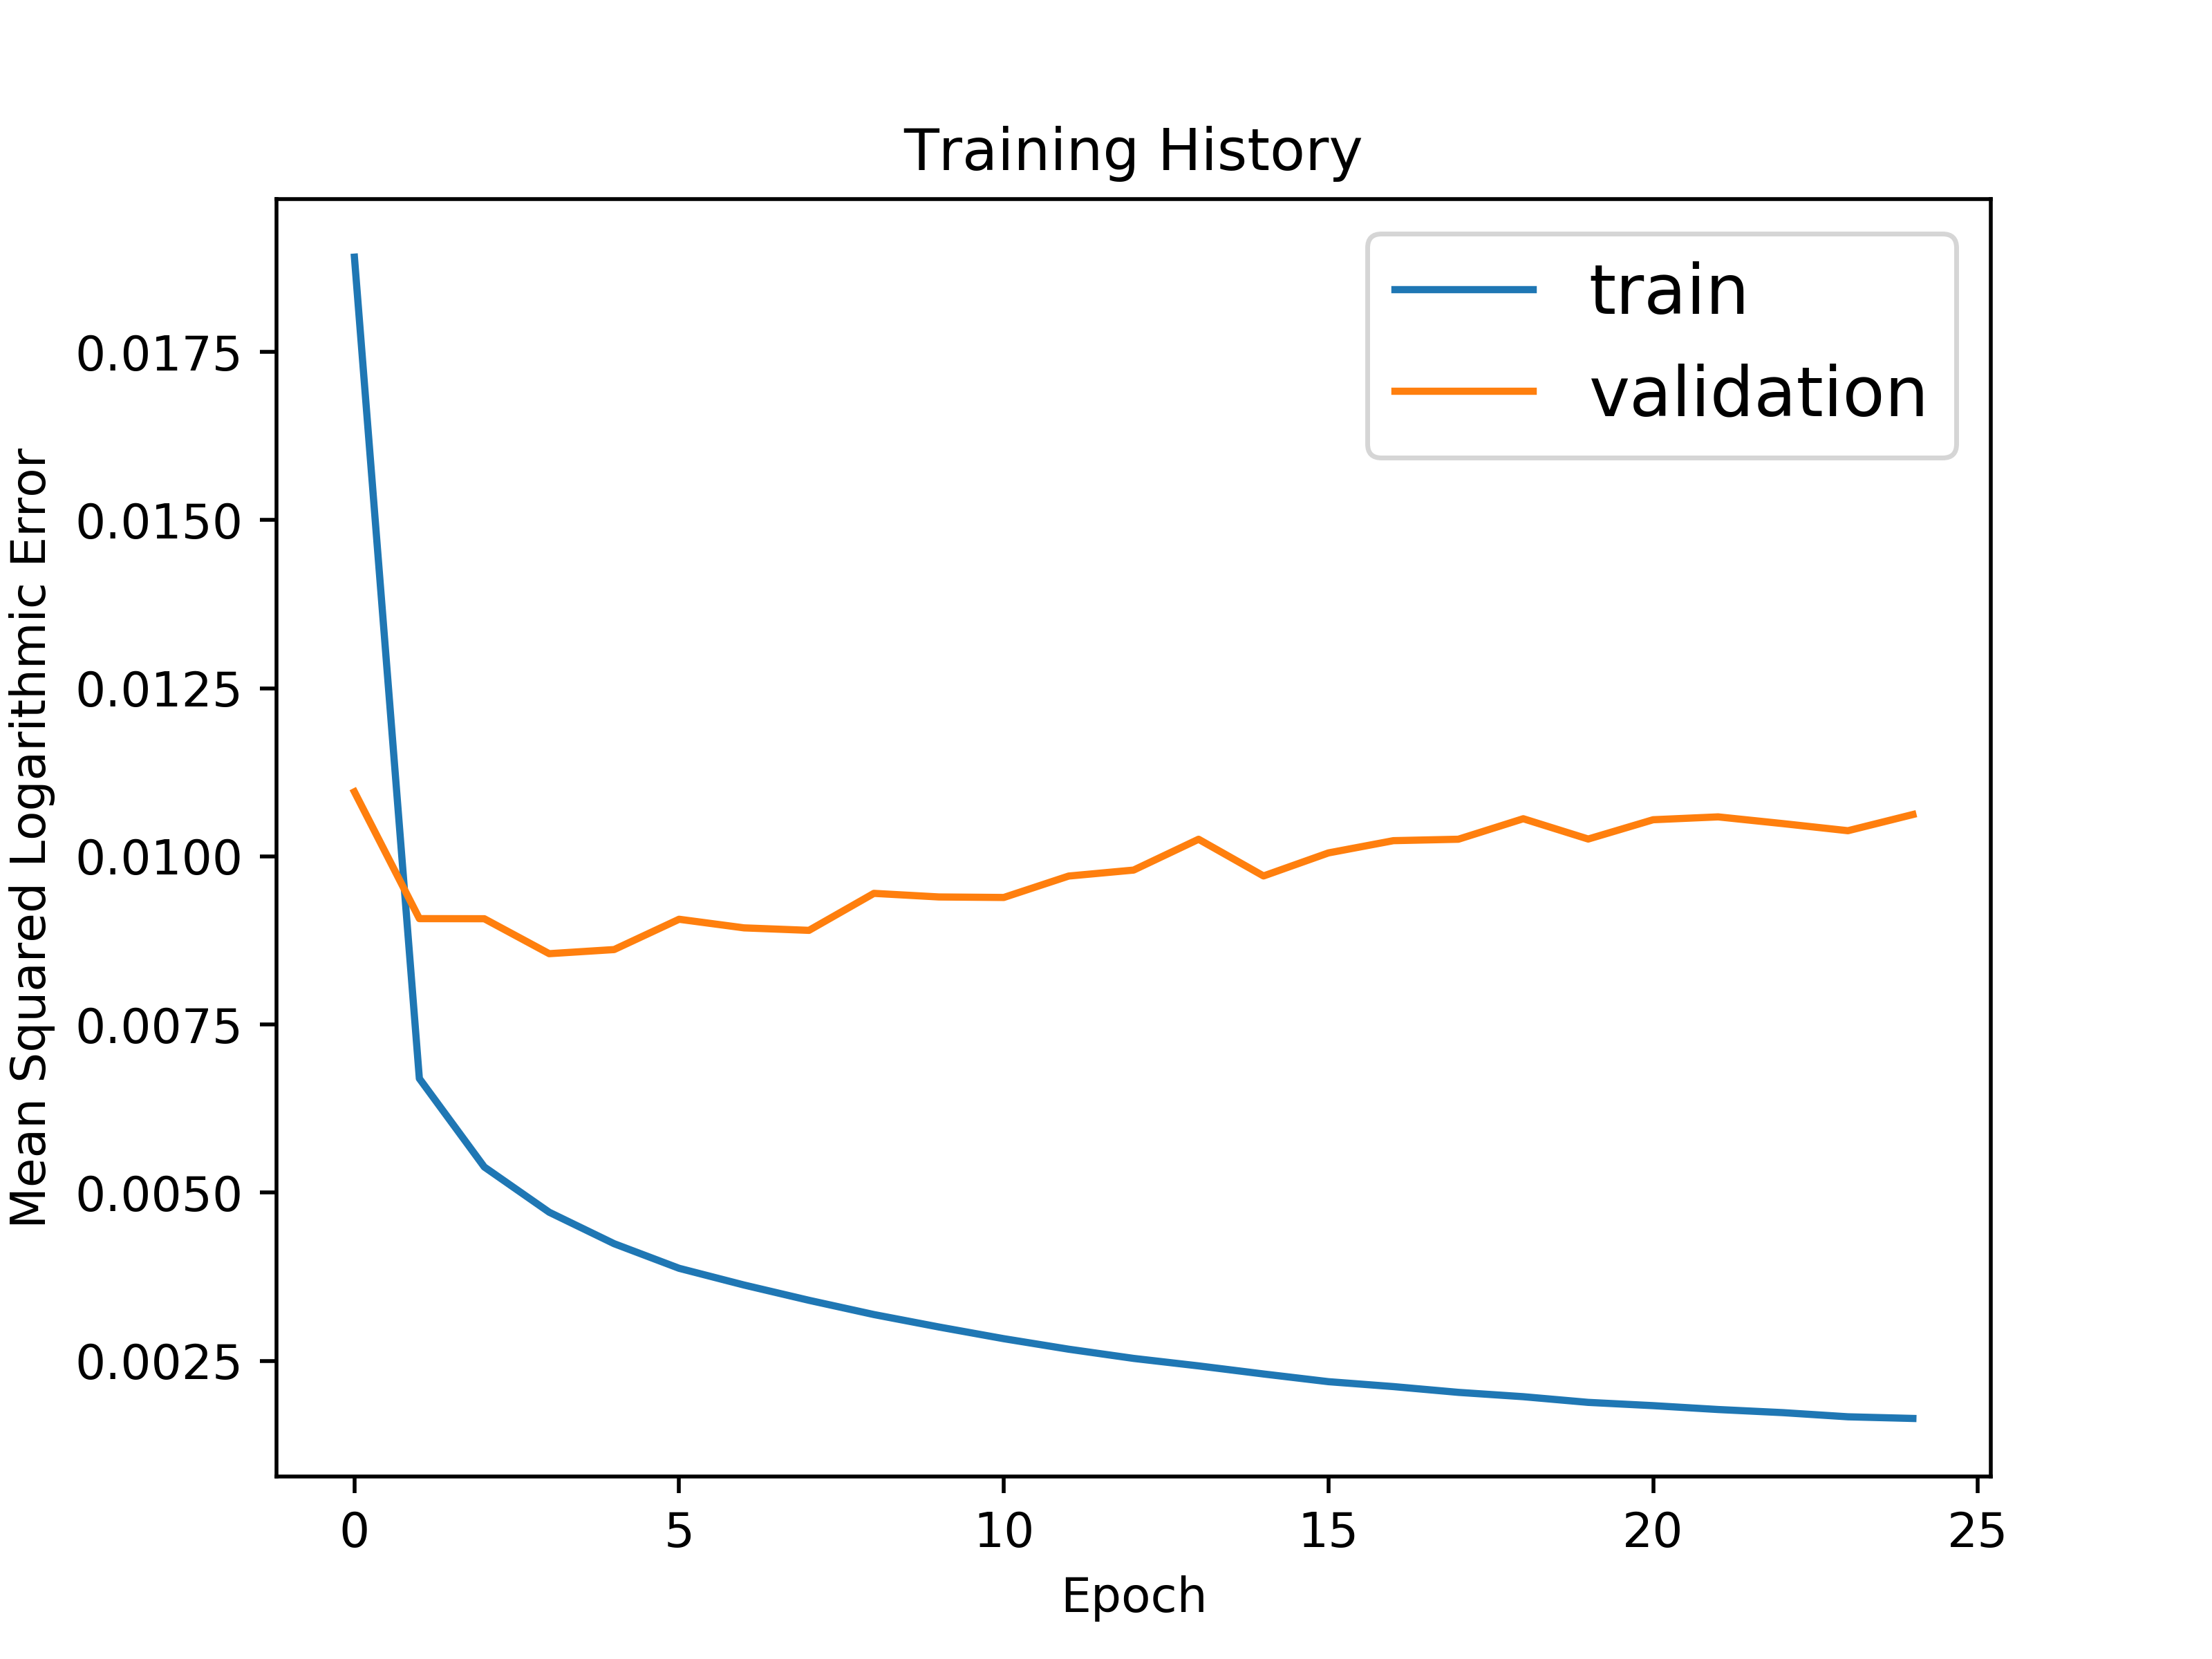 Training History
train
validation
Mean Squared Logarithmic Error
0.0175
0.0150
0.0125
0.0100
0.0075
0.0050
0.0025
0 5 10 15 20 25
Epoch